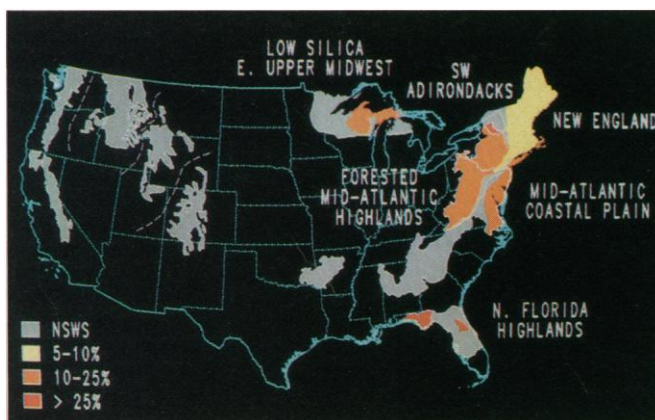 LOW SILICA
E. UPPER MIDWEST
SW
ADIRONDACKS
NEW ENGLAND
FORESTED
MID-ATLANTIC
HIGHLANDS
MID-ATLANTIC
COASTAL PLAIN
N. FLORIDA
HIGHLANDS
NSWS
5-10%
10-25%
> 25%